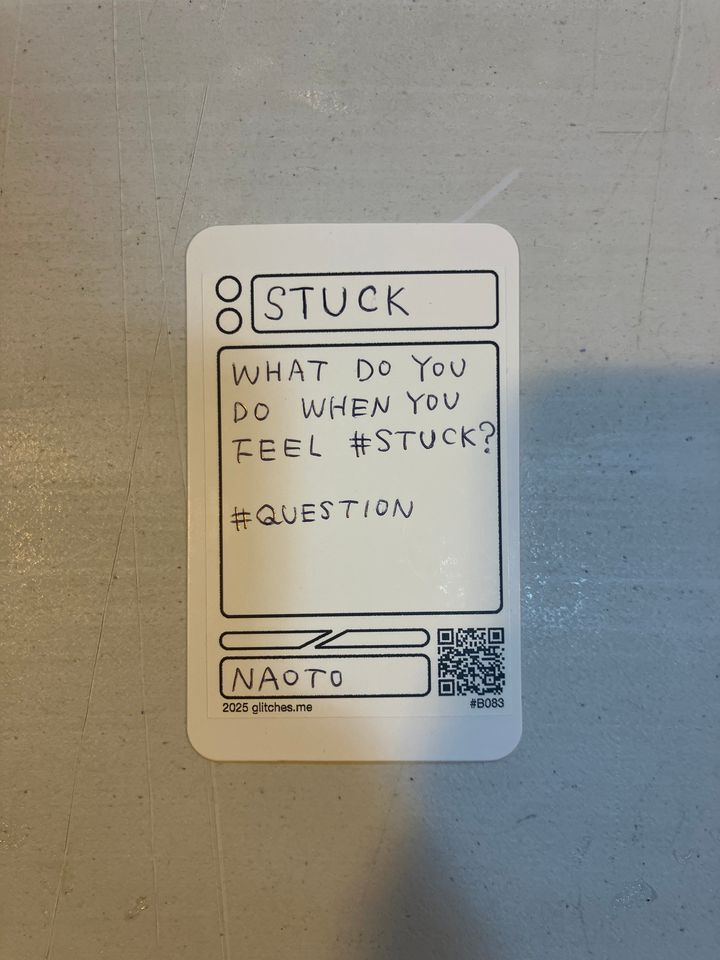 STUCK
WHAT DO YOU
DO WHEN YOU
FEEL #STUCK?
#QUESTION
NAOTO
2025 glitches.me
#B083